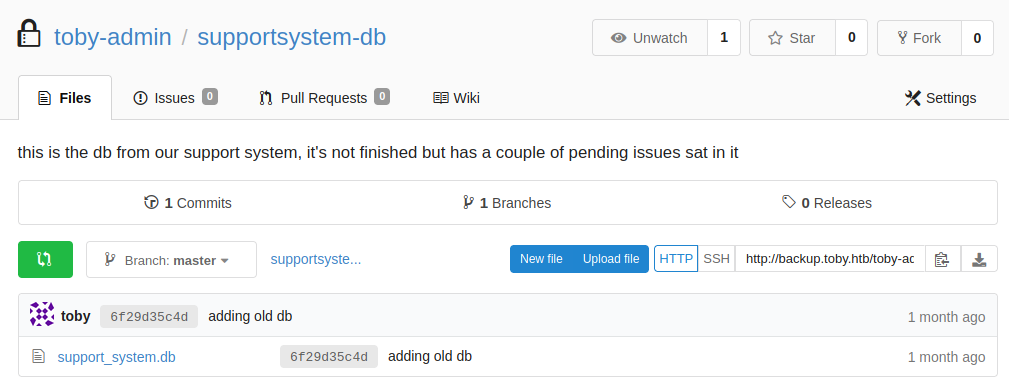 toby-admin / supportsystem-db Unwatch 1 Star 0 Fork 0
Files Issues 0 Pull Requests 0 Wiki Settings
this is the db from our support system, it's not finished but has a couple of pending issues sat in it
1 Commits 1 Branches 0 Releases
Branch: master supportsyste... New file Upload file HTTP SSH http://backup.toby.htb/toby-ac
toby 6f29d35c4d adding old db 1 month ago
support_system.db 6f29d35c4d adding old db 1 month ago